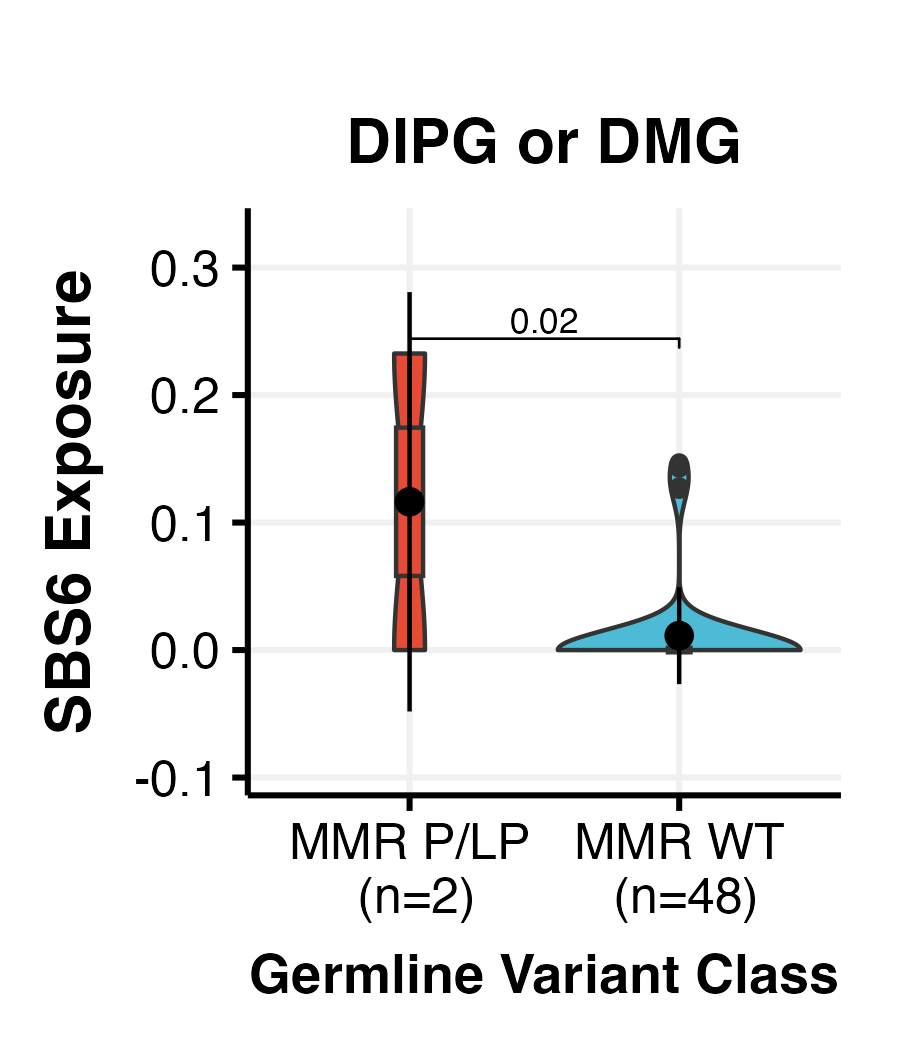 DIPG or DMG
SBS6 Exposure
0.3
0.2
0.1
0.0
-0.1
0.02
MMR P/LP
(n=2)
MMR WT
(n=48)
Germline Variant Class